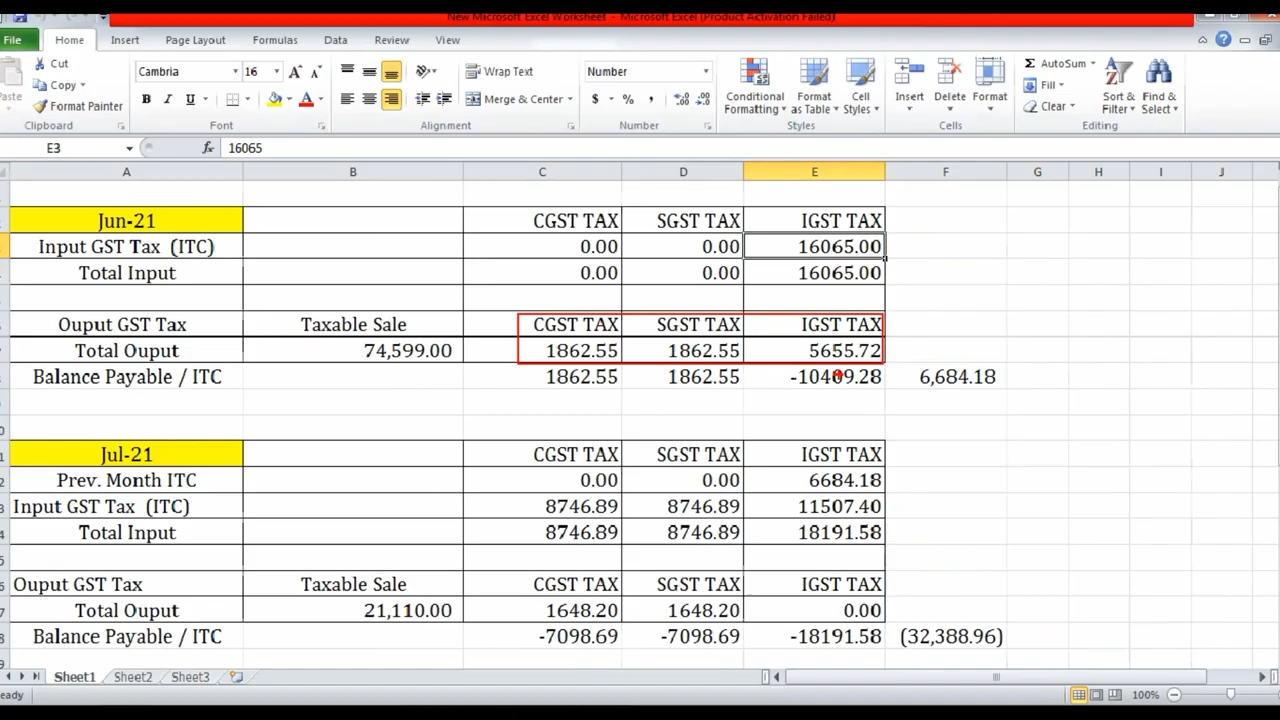 New Microsoft Excel Worksheet - Microsoft Excel (Product Activation Failed)
File Home Insert Page Layout Formulas Data Review View
Cut
Copy
Format Painter
Clipboard
Cambria 16
B I U
Font
Wrap Text
Merge & Center
Alignment
Number
$ % ,
Number
Conditional Formatting
Format as Table
Cell Styles
Styles
Insert Delete Format
Cells
AutoSum
Fill
Clear
Sort & Filter
Find & Select
Editing
E3 fx 16065
A B C D E F G H I J
Jun-21 CGST TAX SGST TAX IGST TAX
Input GST Tax (ITC) 0.00 0.00 16065.00
Total Input 0.00 0.00 16065.00
Ouput GST Tax Taxable Sale CGST TAX SGST TAX IGST TAX
Total Ouput 74,599.00 1862.55 1862.55 5655.72
Balance Payable / ITC 1862.55 1862.55 -10409.28 6,684.18
Jul-21 CGST TAX SGST TAX IGST TAX
Prev. Month ITC 0.00 0.00 6684.18
Input GST Tax (ITC) 8746.89 8746.89 11507.40
Total Input 8746.89 8746.89 18191.58
Ouput GST Tax Taxable Sale CGST TAX SGST TAX IGST TAX
Total Ouput 21,110.00 1648.20 1648.20 0.00
Balance Payable / ITC -7098.69 -7098.69 -18191.58 (32,388.96)
Sheet1 Sheet2 Sheet3
100%